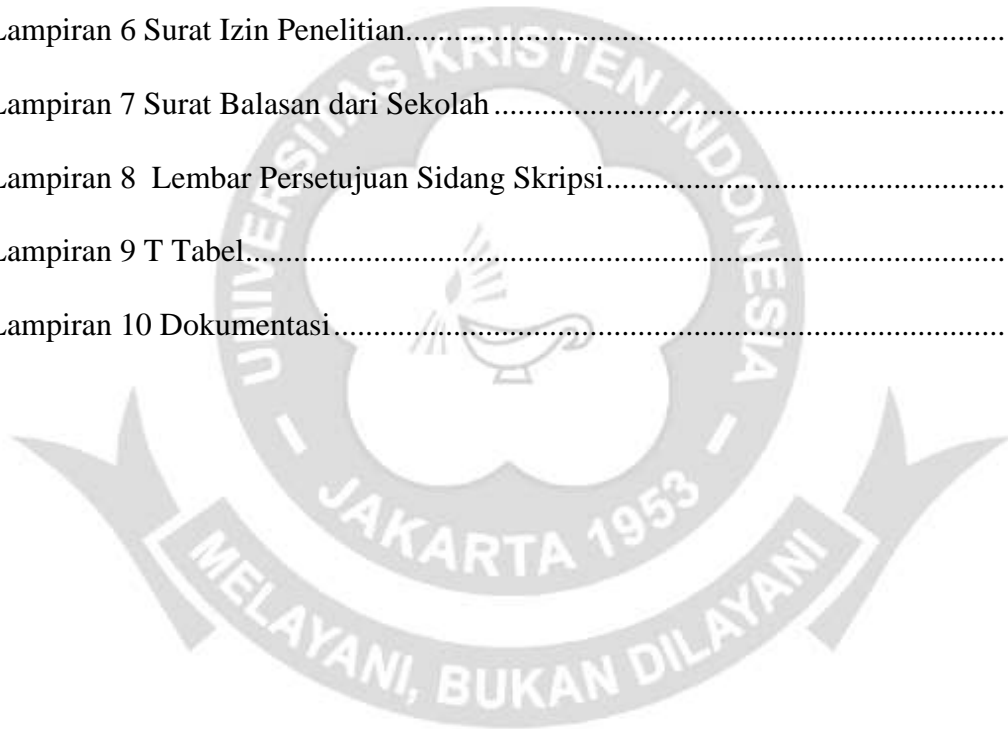 Lampiran 6 Surat Izin Penelitian......................................................................................
Lampiran 7 Surat Balasan dari Sekolah.........................................................................
Lampiran 8  Lembar Persetujuan Sidang Skripsi.........................................................
Lampiran 9 T Tabel..........................................................................................................
Lampiran 10 Dokumentasi..............................................................................................
UNIVERSITAS KRISTEN INDONESIA
- JAKARTA 1953 -
MELAYANI, BUKAN DILAYANI